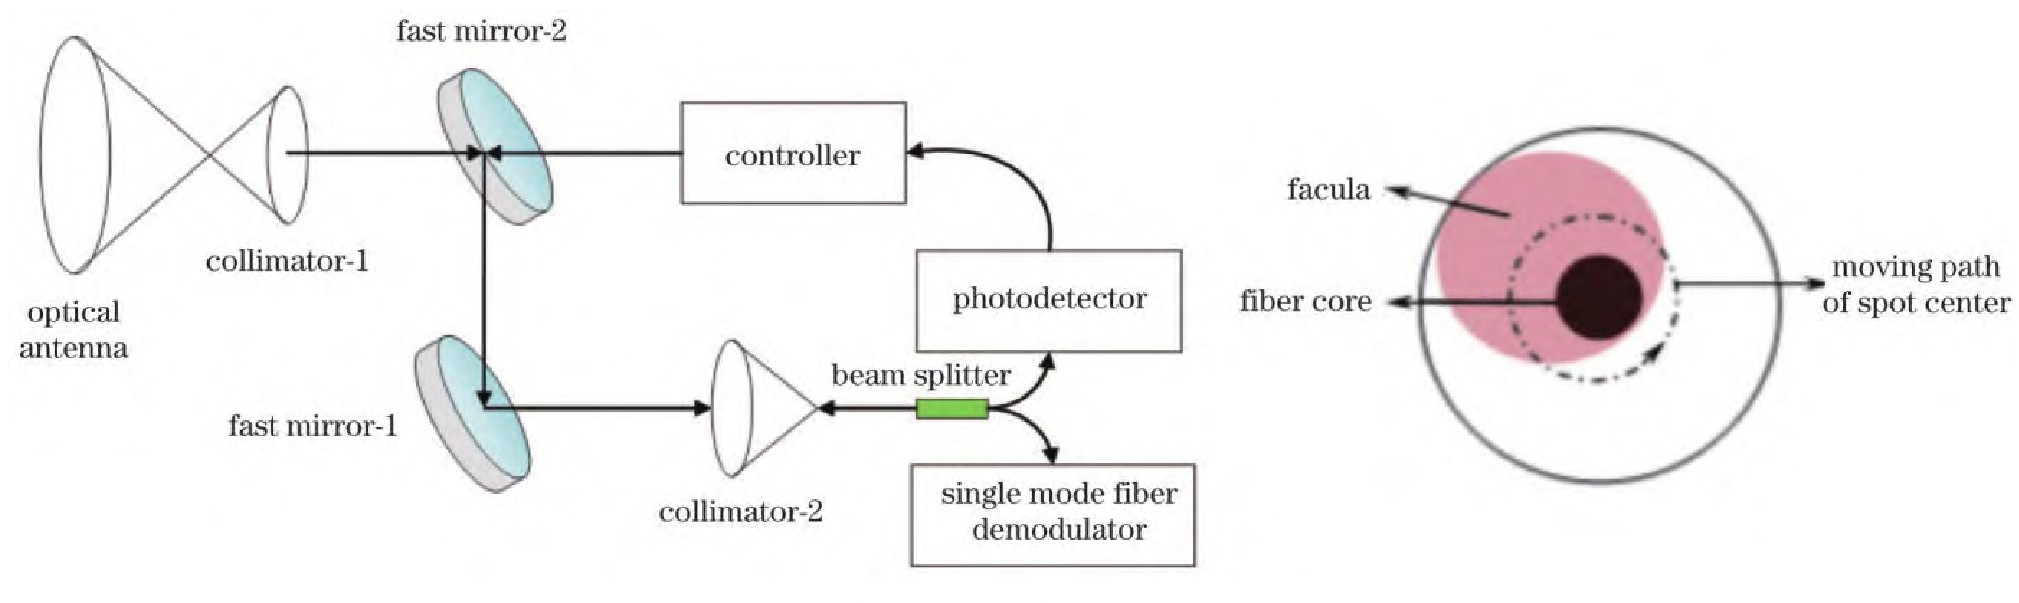 fast mirror-2
controller
collimator-1
optical
antenna
photodetector
beam splitter
fast mirror-1
collimator-2
single mode fiber
demodulator
facula
fiber core
moving path
of spot center